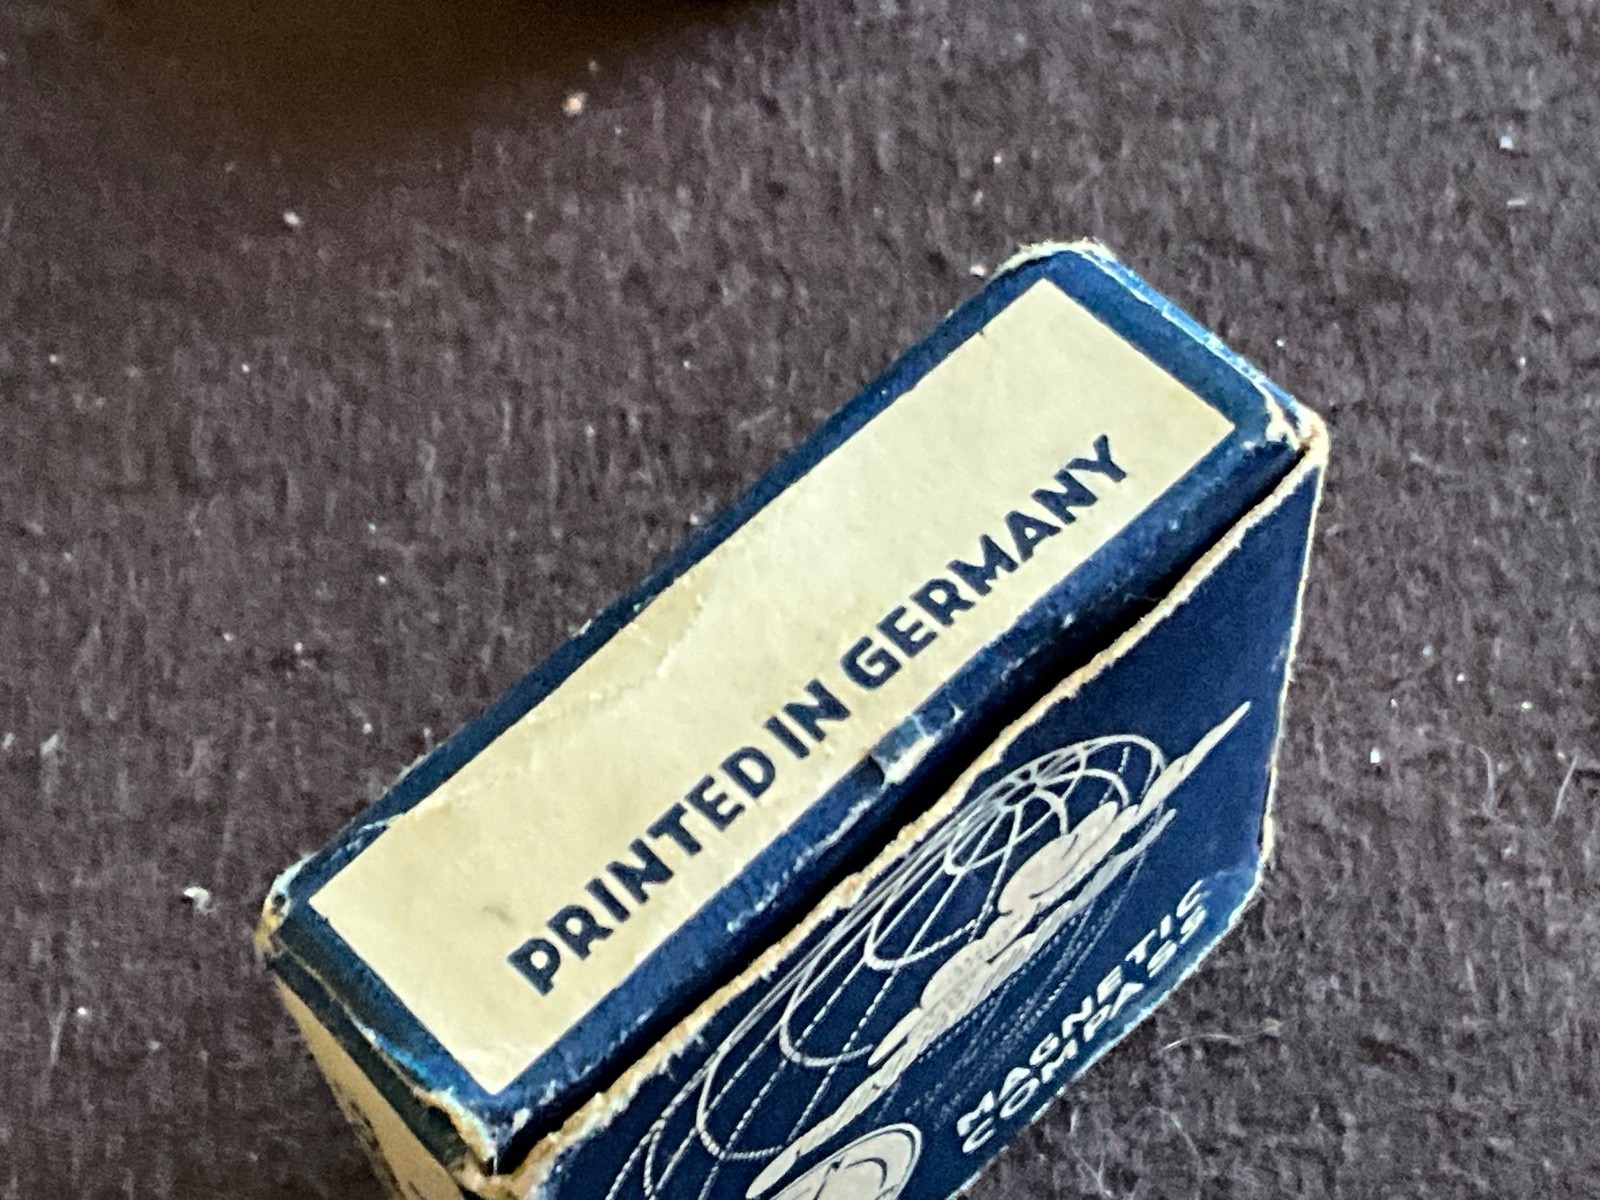 PRINTED IN GERMANY
MAGNETIC
COMPASS